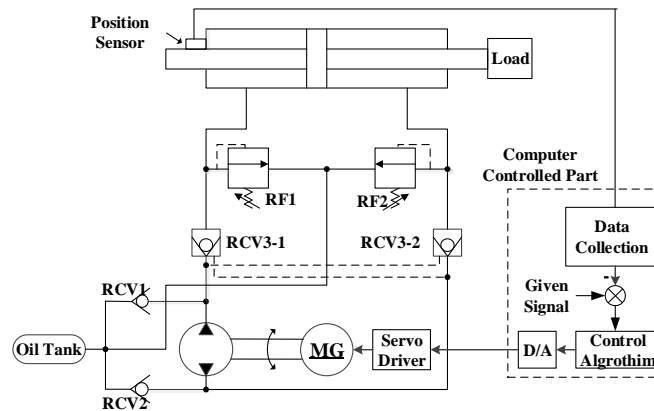 Position
Sensor
Load
RF1
RF2
Computer
Controlled Part
RCV3-1
RCV3-2
Data
Collection
RCV1
Given
Signal
-
Oil Tank
MG
Servo
Driver
D/A
Control
Algrothim
RCV2